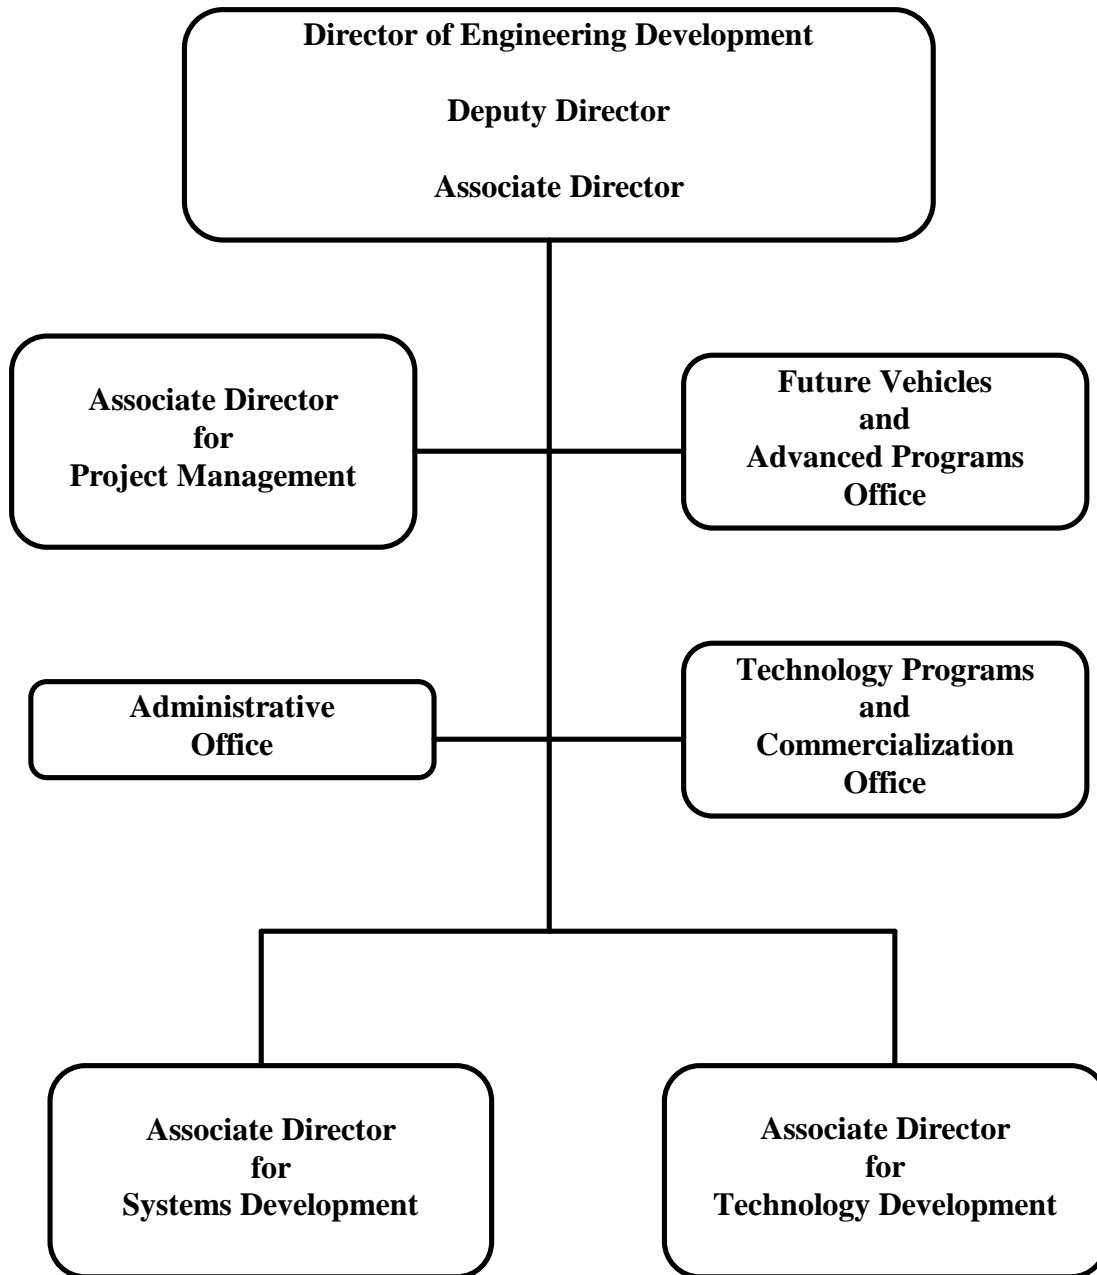 Director of Engineering Development
Deputy Director
Associate Director
Associate Director
for
Project Management
Future Vehicles
and
Advanced Programs
Office
Administrative
Office
Technology Programs
and
Commercialization
Office
Associate Director
for
Systems Development
Associate Director
for
Technology Development